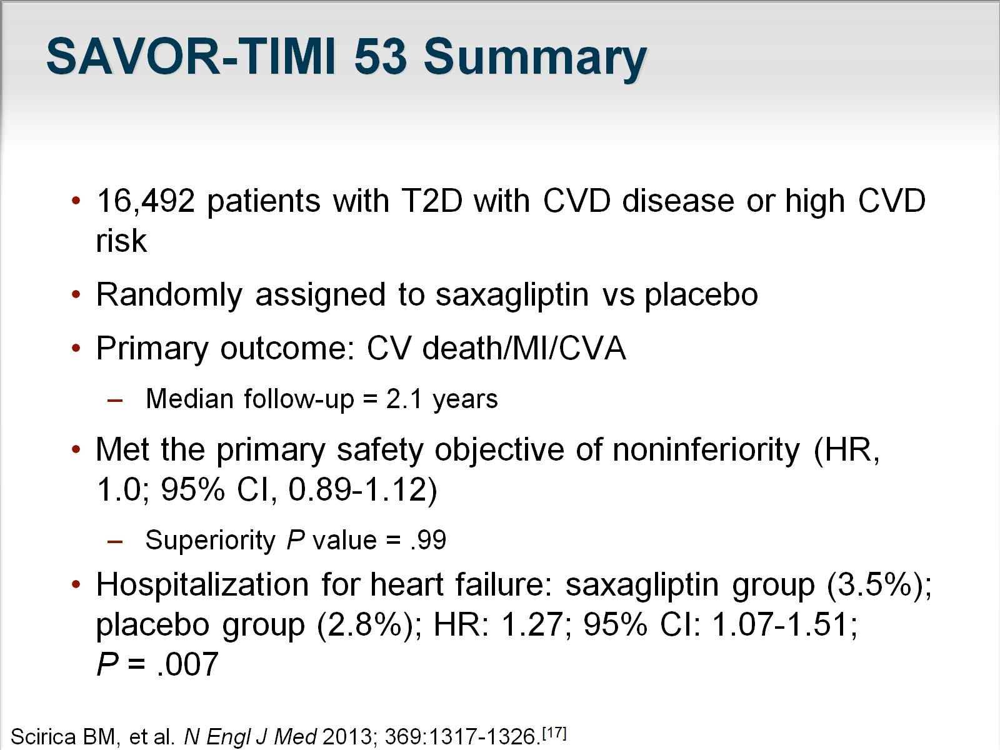 SAVOR-TIMI 53 Summary
• 16,492 patients with T2D with CVD disease or high CVD
risk
• Randomly assigned to saxagliptin vs placebo
• Primary outcome: CV death/MI/CVA
– Median follow-up = 2.1 years
• Met the primary safety objective of noninferiority (HR,
1.0; 95% CI, 0.89-1.12)
– Superiority P value = .99
• Hospitalization for heart failure: saxagliptin group (3.5%);
placebo group (2.8%); HR: 1.27; 95% CI: 1.07-1.51;
P = .007
Scirica BM, et al. N Engl J Med 2013; 369:1317-1326.[17]